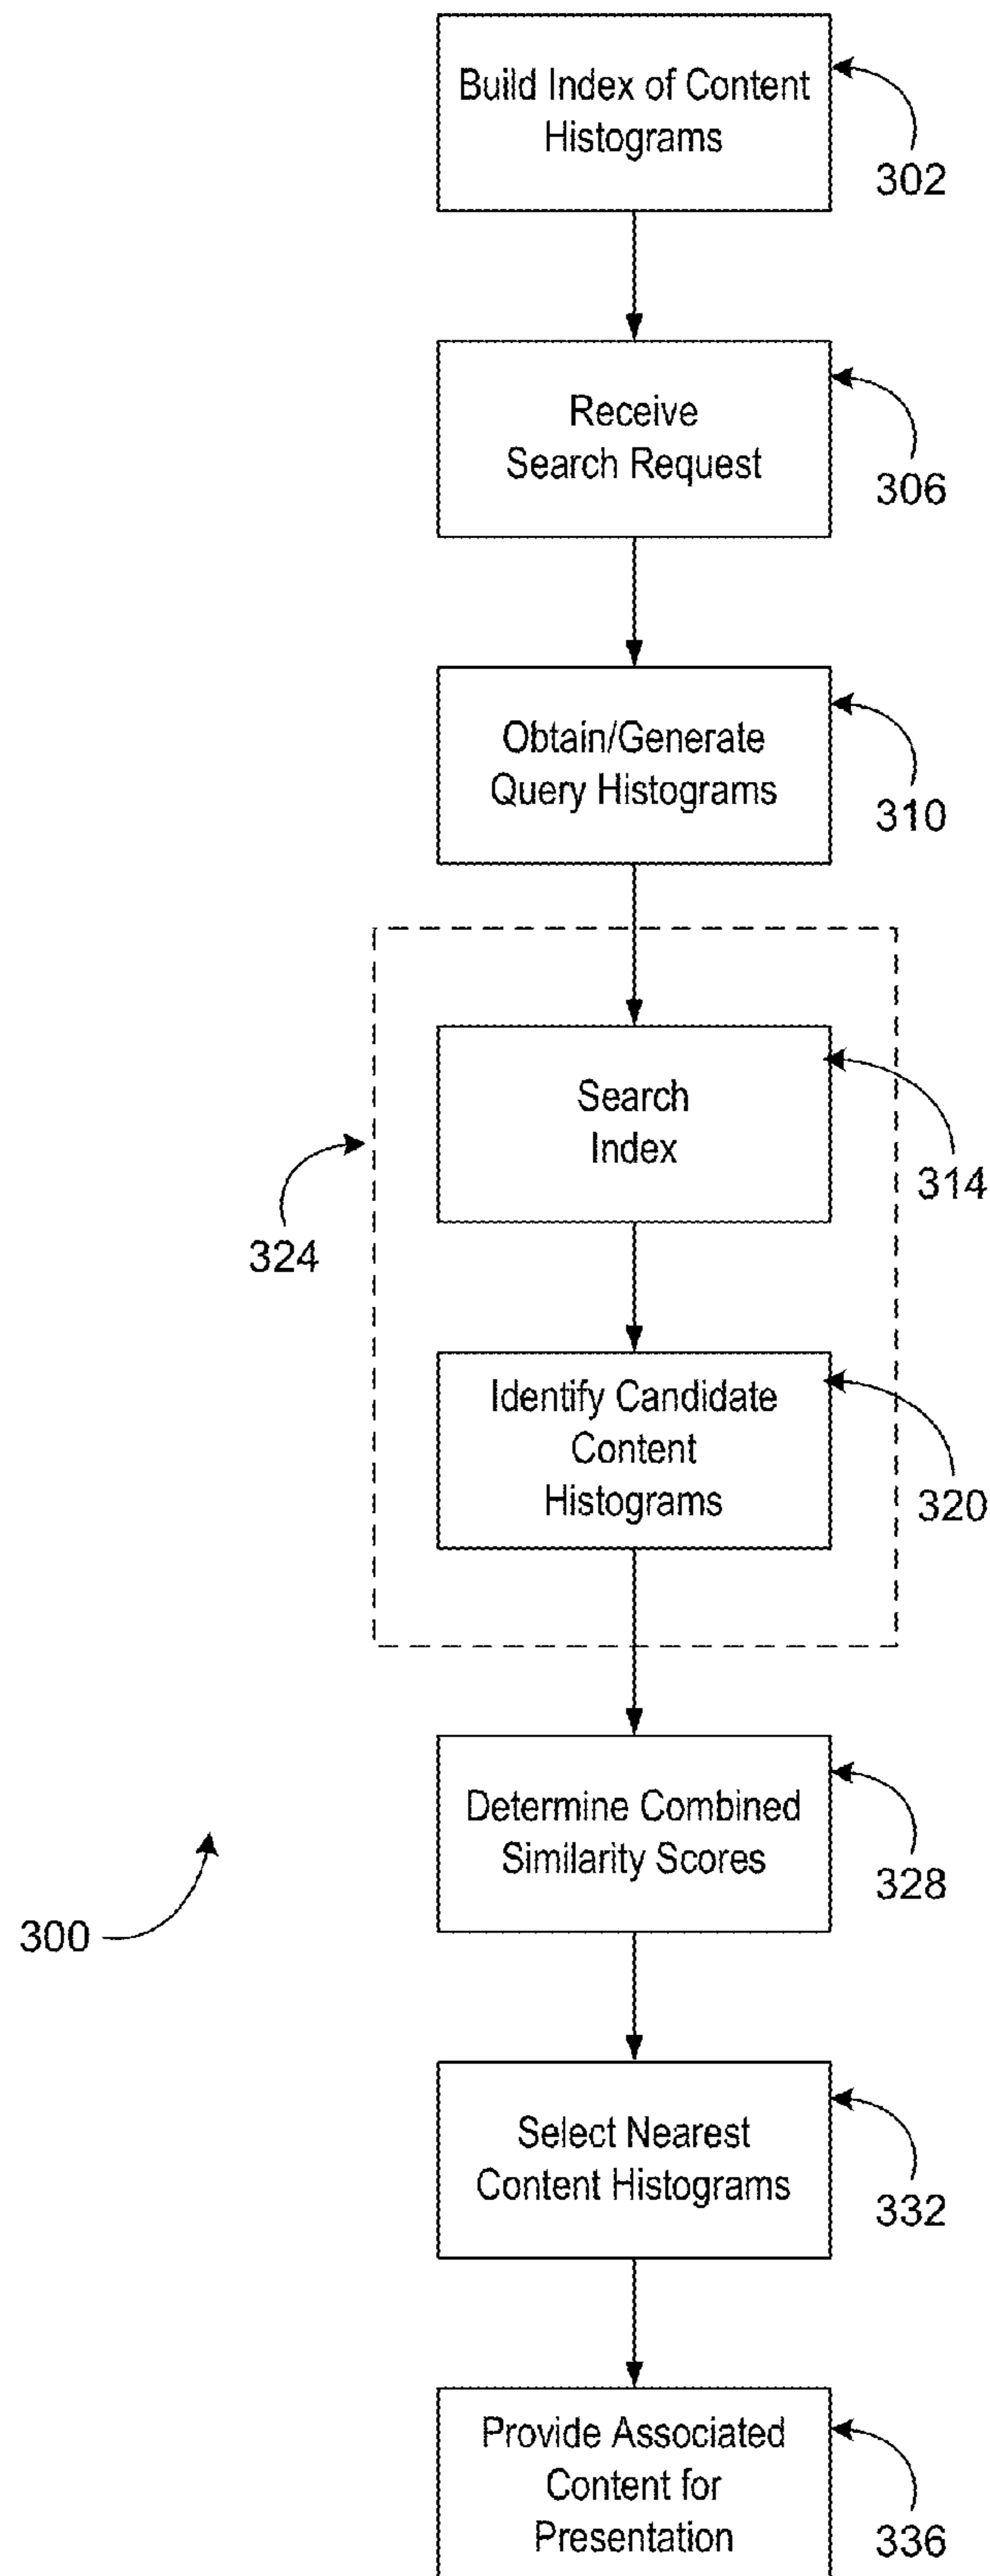 Build Index of Content
Histograms
302
Receive
Search Request
306
Obtain/Generate
Query Histograms
310
Search
Index
314
324
Identify Candidate
Content
Histograms
320
Determine Combined
Similarity Scores
328
300
Select Nearest
Content Histograms
332
Provide Associated
Content for
Presentation
336